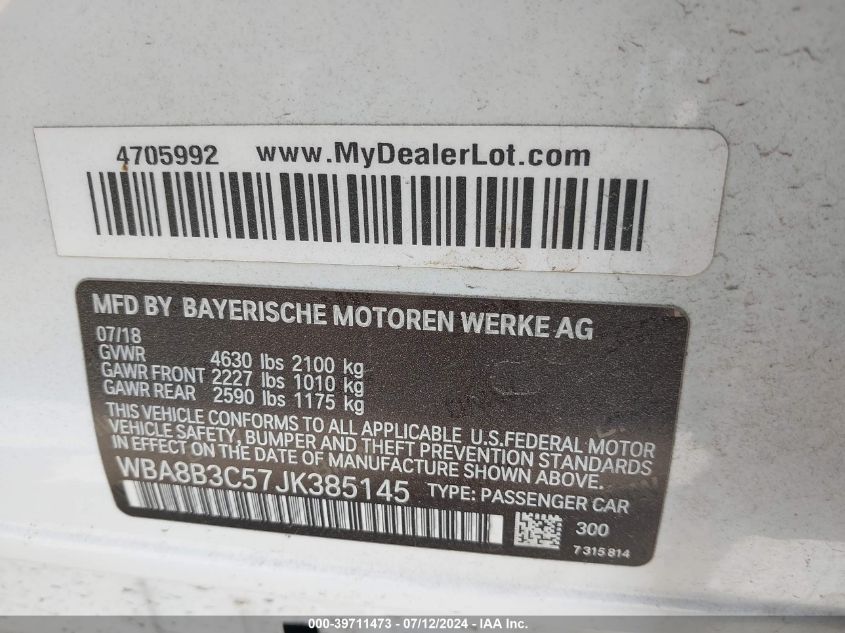 4705992 www.MyDealerLot.com
MFD BY BAYERISCHE MOTOREN WERKE AG
07/18
GVWR 4630 lbs 2100 kg
GAWR FRONT 2227 lbs 1010 kg
GAWR REAR 2590 lbs 1175 kg
THIS VEHICLE CONFORMS TO ALL APPLICABLE U.S.FEDERAL MOTOR
VEHICLE SAFETY, BUMPER AND THEFT PREVENTION STANDARDS
IN EFFECT ON THE DATE OF MANUFACTURE SHOWN ABOVE.
WBA8B3C57JK385145 TYPE: PASSENGER CAR
300
7315814
000-39711473 - 07/12/2024 - IAA Inc.